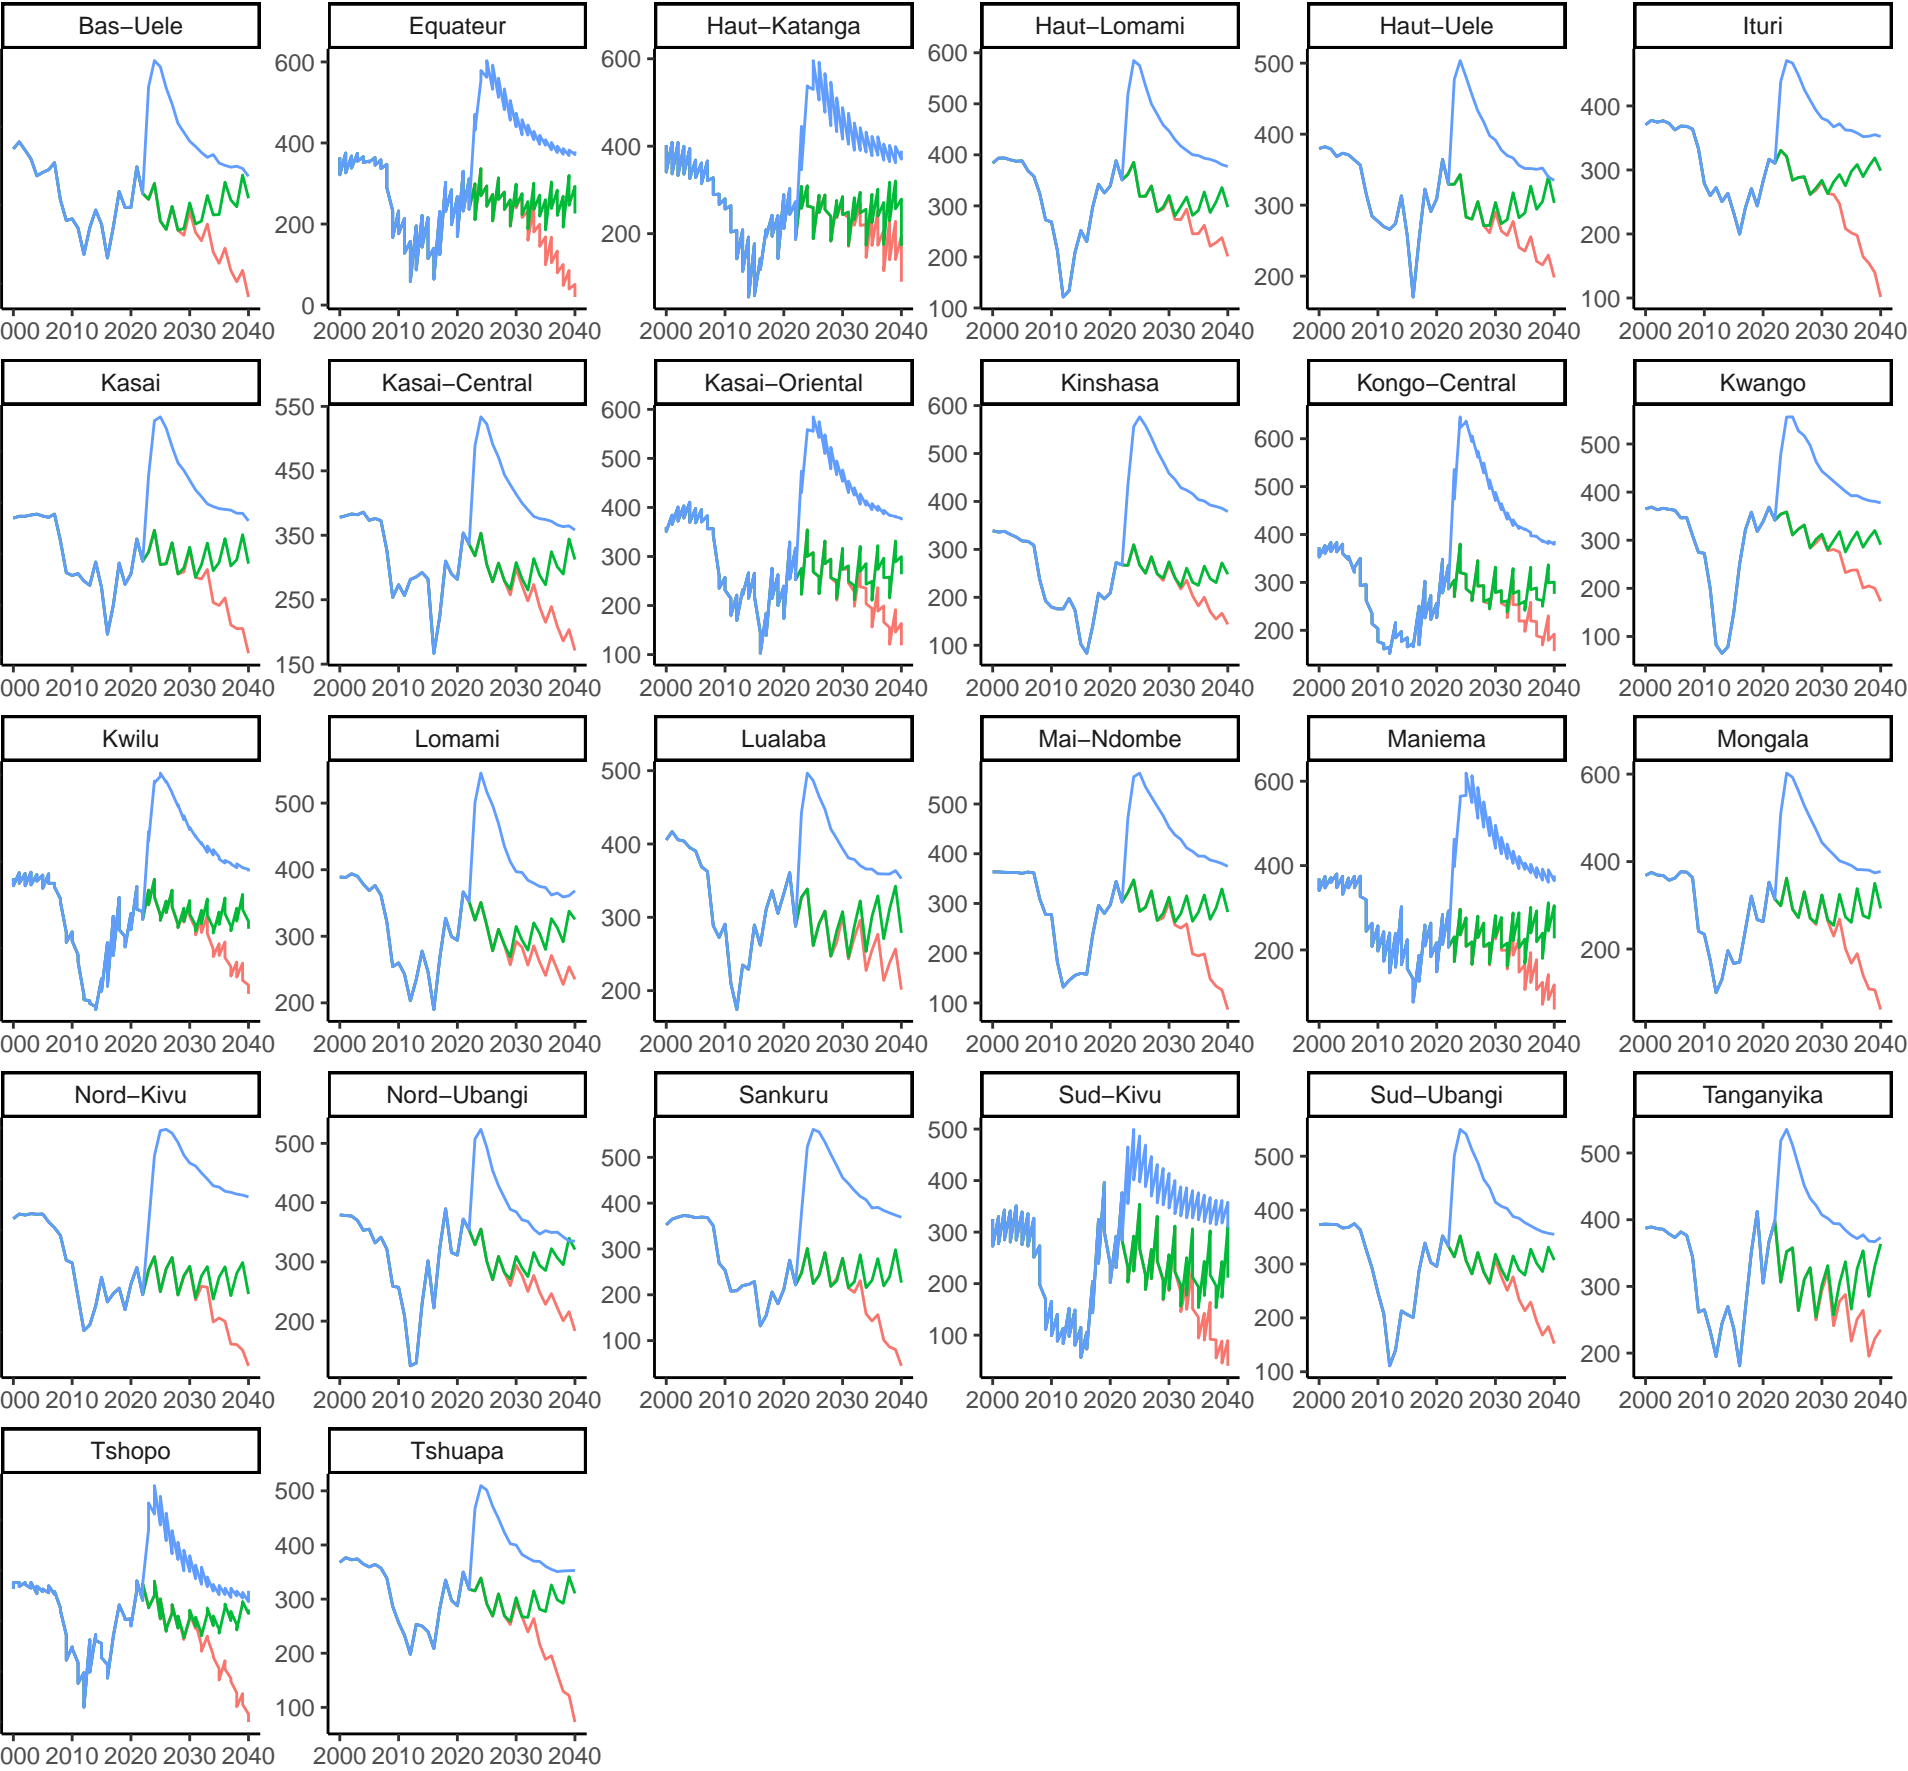 Bas−Uele Equateur Haut−Katanga Haut−Lomami Haut−Uele Ituri
600 400 200 0
600 400 200
600 500 400 300 200 100
500 400 300 200
400 300 200 100
000 2010 2020 2030 2040 2000 2010 2020 2030 2040 2000 2010 2020 2030 2040 2000 2010 2020 2030 2040 2000 2010 2020 2030 2040 2000 2010 2020 2030 2040
Kasai Kasai−Central Kasai−Oriental Kinshasa Kongo−Central Kwango
550 450 350 250 150
600 500 400 300 200 100
600 500 400 300 200 100
600 500 400 300 200
500 400 300 200 100
000 2010 2020 2030 2040 2000 2010 2020 2030 2040 2000 2010 2020 2030 2040 2000 2010 2020 2030 2040 2000 2010 2020 2030 2040 2000 2010 2020 2030 2040
Kwilu Lomami Lualaba Mai−Ndombe Maniema Mongala
500 400 300 200
500 400 300 200
500 400 300 200 100
600 400 200
600 400 200
000 2010 2020 2030 2040 2000 2010 2020 2030 2040 2000 2010 2020 2030 2040 2000 2010 2020 2030 2040 2000 2010 2020 2030 2040 2000 2010 2020 2030 2040
Nord−Kivu Nord−Ubangi Sankuru Sud−Kivu Sud−Ubangi Tanganyika
500 400 300 200
500 400 300 200 100
500 400 300 200 100
500 400 300 200 100
500 400 300 200
000 2010 2020 2030 2040 2000 2010 2020 2030 2040 2000 2010 2020 2030 2040 2000 2010 2020 2030 2040 2000 2010 2020 2030 2040 2000 2010 2020 2030 2040
Tshopo Tshuapa
500 400 300 200 100
000 2010 2020 2030 2040 2000 2010 2020 2030 2040